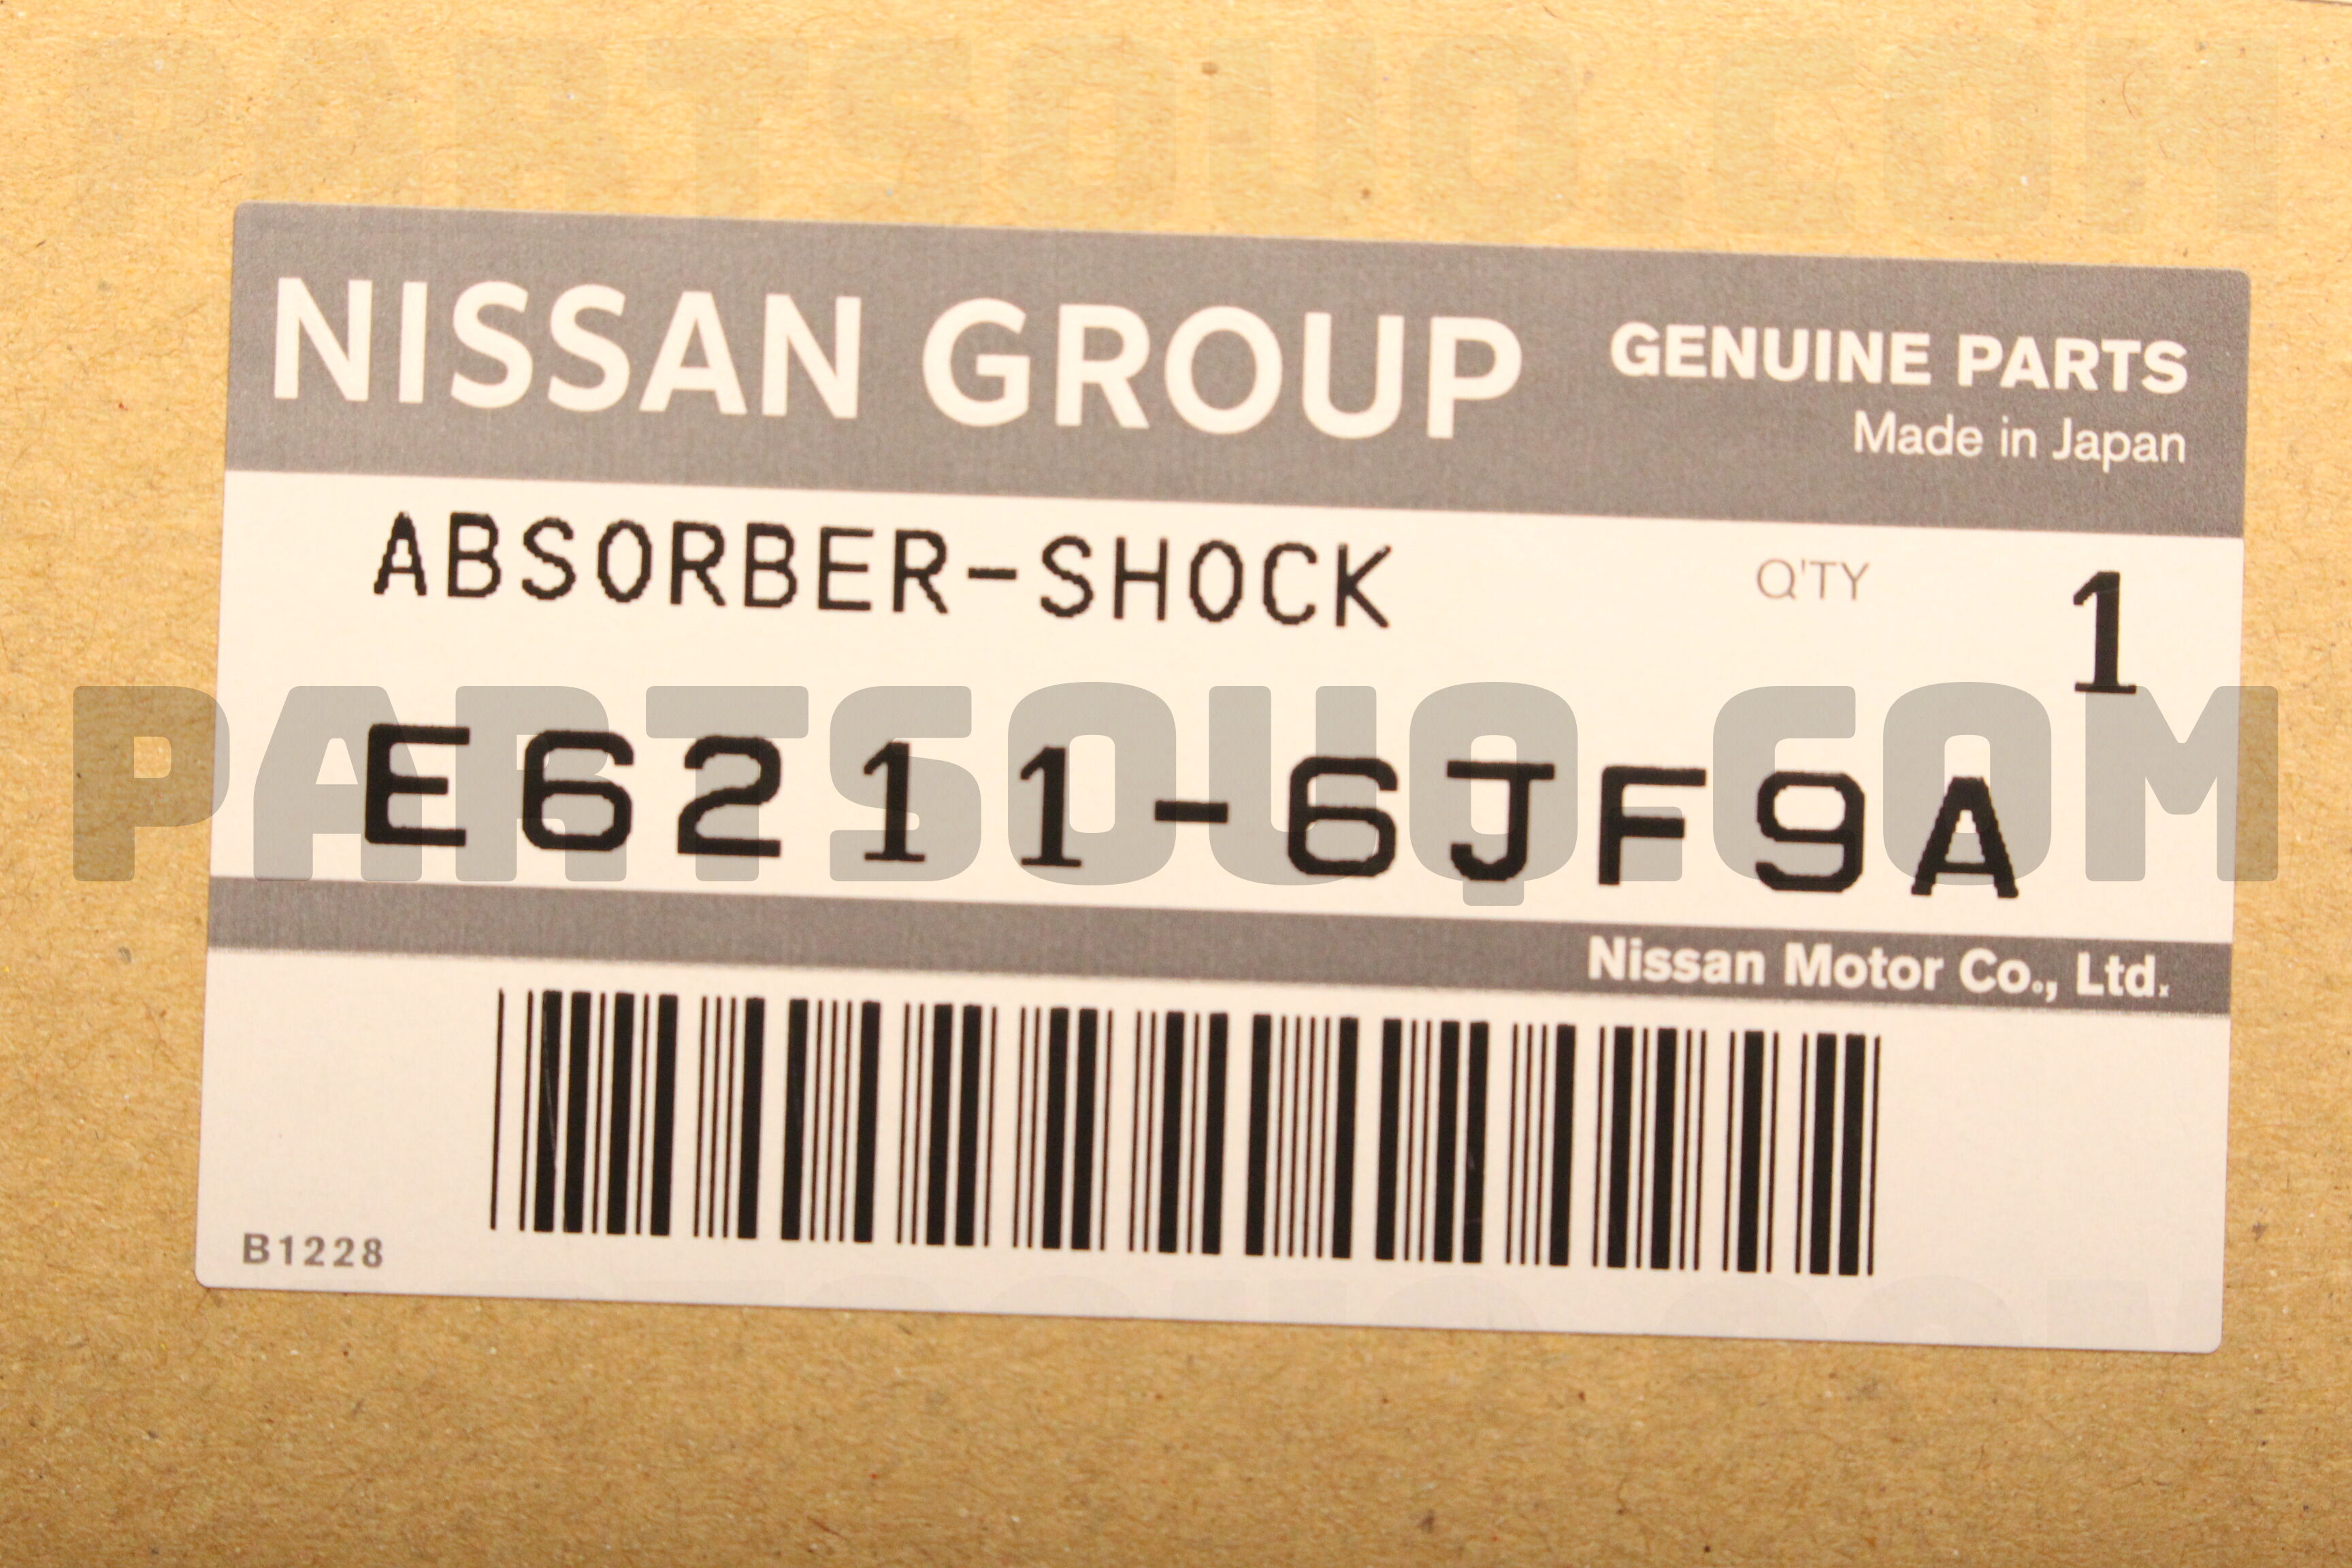 NISSAN GROUP
GENUINE PARTS
Made in Japan
ABSORBER-SHOCK
Q'TY 1
E6211-6JF9A
PARTSOUQ.COM
Nissan Motor Co., Ltd.
B1228